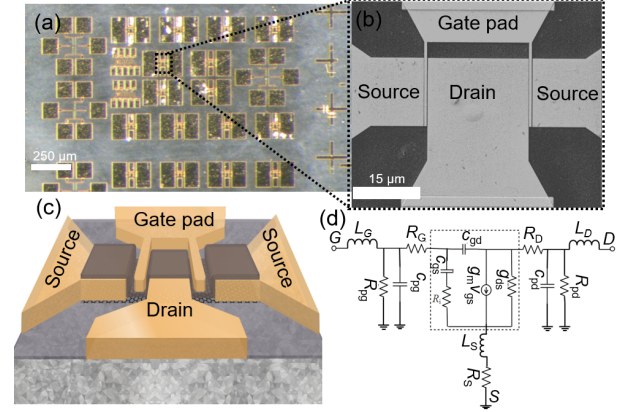 (a)
250 μm
(b)
Gate pad
Source
Drain
Source
15 μm
(c)
Gate pad
Source
Source
Drain
(d)
G
L_G
R_G
c_gd
R_D
L_D
D
R_pg
c_pg
c_gs
R_i
g_m v_gs
g_ds
c_pd
R_pd
L_S
R_S
S